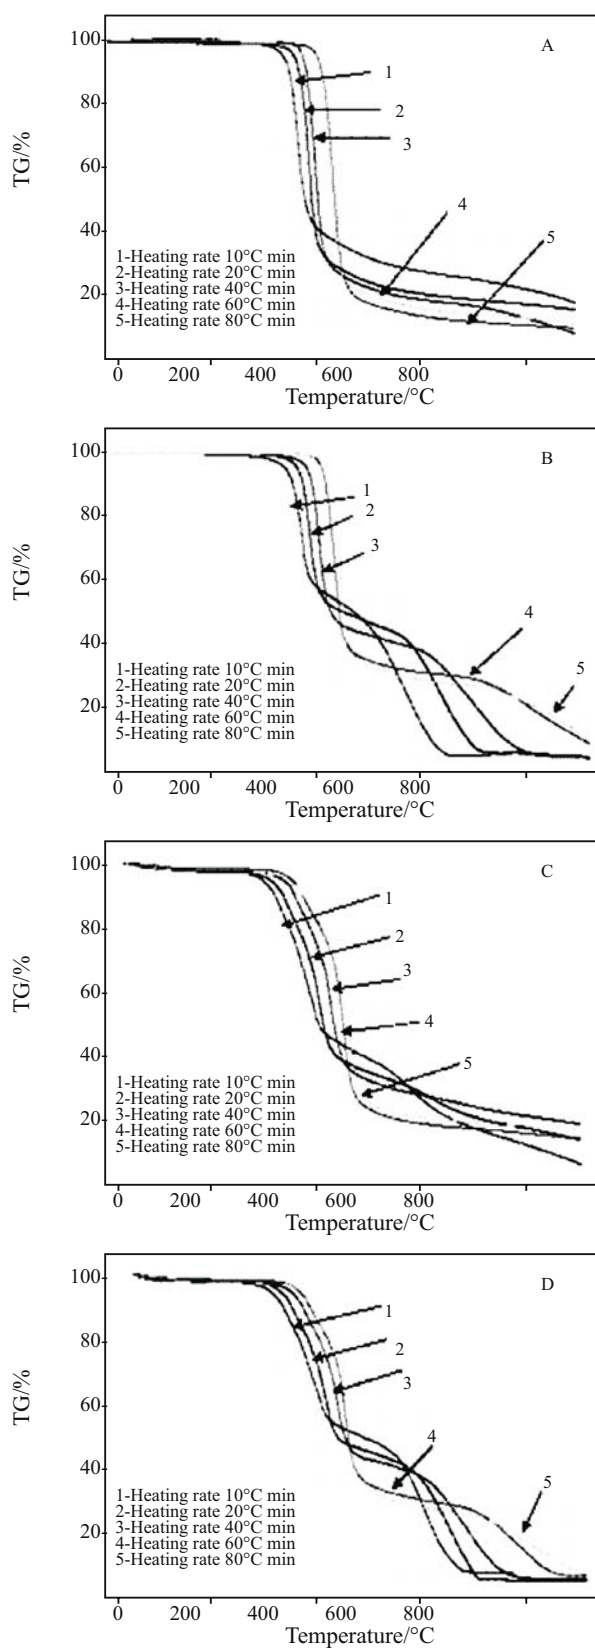 A
100
80
60
40
20
TG/%
1
2
3
4
5
1-Heating rate 10°C min
2-Heating rate 20°C min
3-Heating rate 40°C min
4-Heating rate 60°C min
5-Heating rate 80°C min
0 200 400 600 800
Temperature/°C
B
100
80
60
40
20
TG/%
1
2
3
4
5
1-Heating rate 10°C min
2-Heating rate 20°C min
3-Heating rate 40°C min
4-Heating rate 60°C min
5-Heating rate 80°C min
0 200 400 600 800
Temperature/°C
C
100
80
60
40
20
TG/%
1
2
3
4
5
1-Heating rate 10°C min
2-Heating rate 20°C min
3-Heating rate 40°C min
4-Heating rate 60°C min
5-Heating rate 80°C min
0 200 400 600 800
Temperature/°C
D
100
80
60
40
20
TG/%
1
2
3
4
5
1-Heating rate 10°C min
2-Heating rate 20°C min
3-Heating rate 40°C min
4-Heating rate 60°C min
5-Heating rate 80°C min
0 200 400 600 800
Temperature/°C